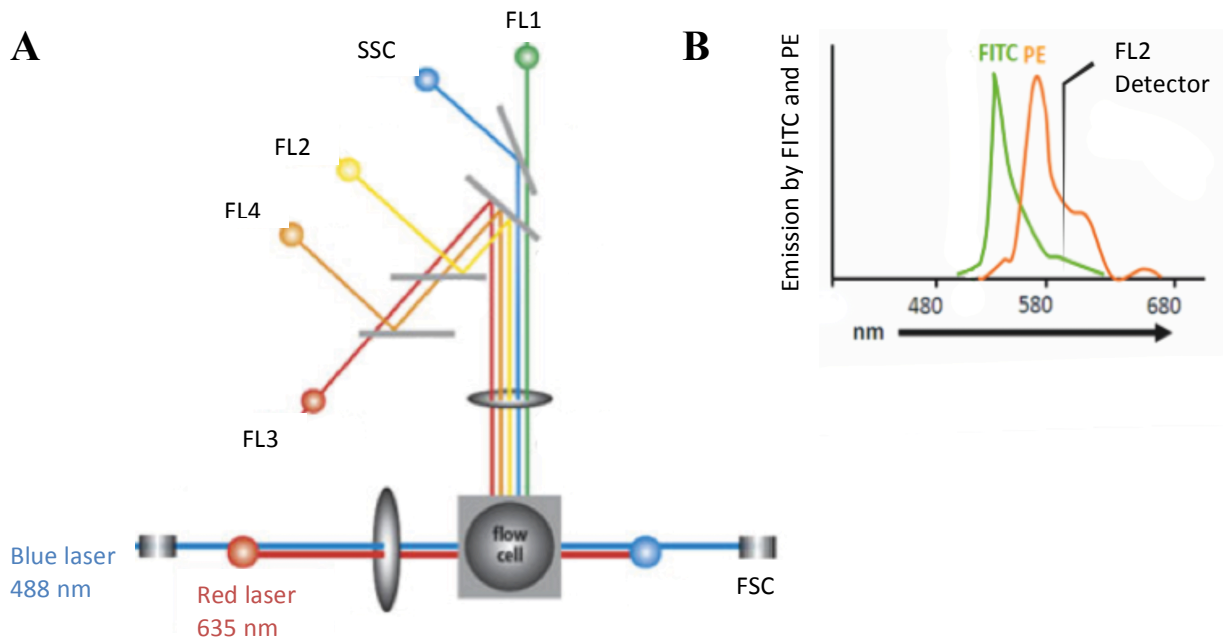 A
FL1
SSC
FL2
FL4
FL3
flow
cell
Blue laser
488 nm
Red laser
635 nm
FSC
B
Emission by FITC and PE
FITC PE
FL2
Detector
480 580 680
nm